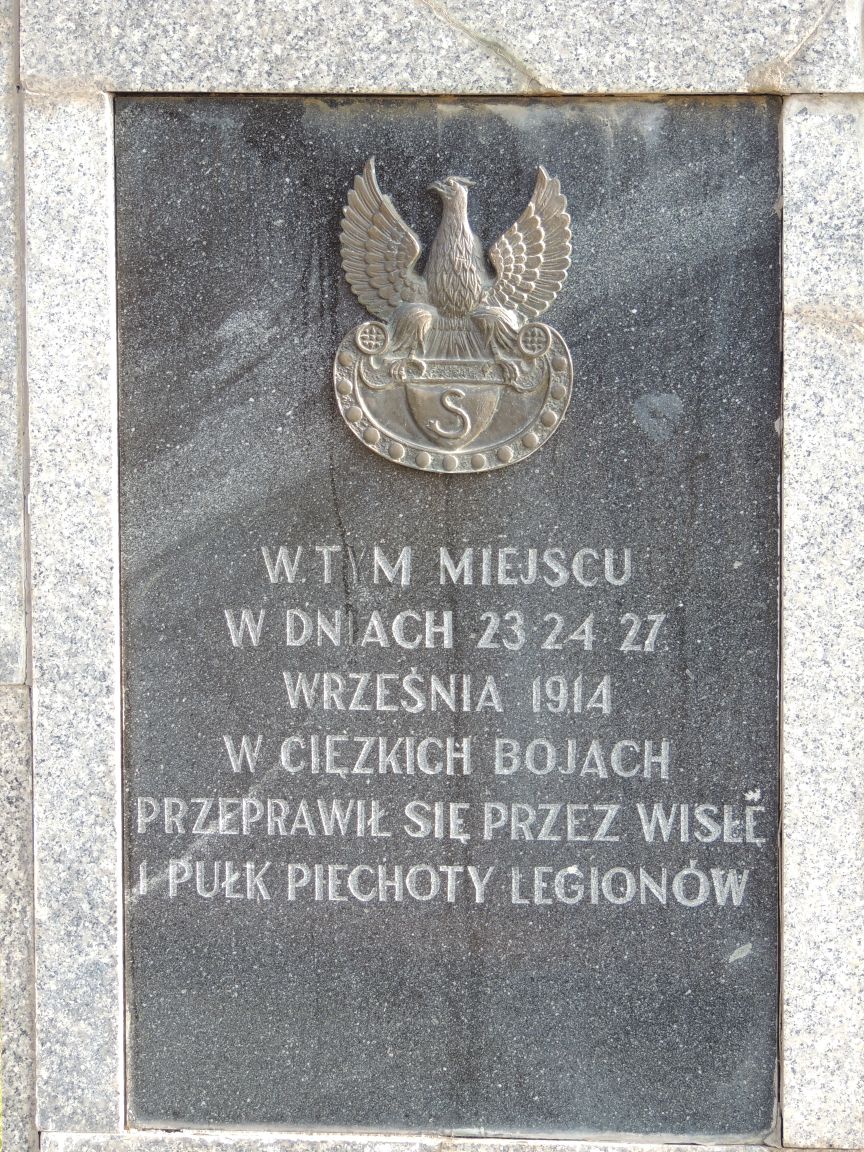 S
W TYM MIEJSCU
W DNIACH 23 24 27
WRZEŚNIA 1914
W CIĘZKICH BOJACH
PRZEPRAWIŁ SIĘ PRZEZ WISŁĘ
I PUŁK PIECHOTY LEGIONÓW